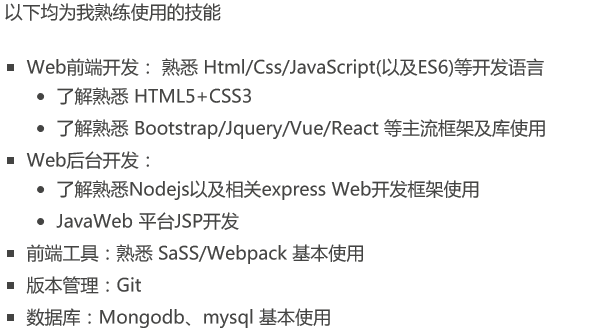 以下均为我熟练使用的技能
Web前端开发： 熟悉 Html/Css/JavaScript(以及ES6)等开发语言
了解熟悉 HTML5+CSS3
了解熟悉 Bootstrap/Jquery/Vue/React 等主流框架及库使用
Web后台开发：
了解熟悉Nodejs以及相关express Web开发框架使用
JavaWeb 平台JSP开发
前端工具：熟悉 SaSS/Webpack 基本使用
版本管理：Git
数据库：Mongodb、mysql 基本使用